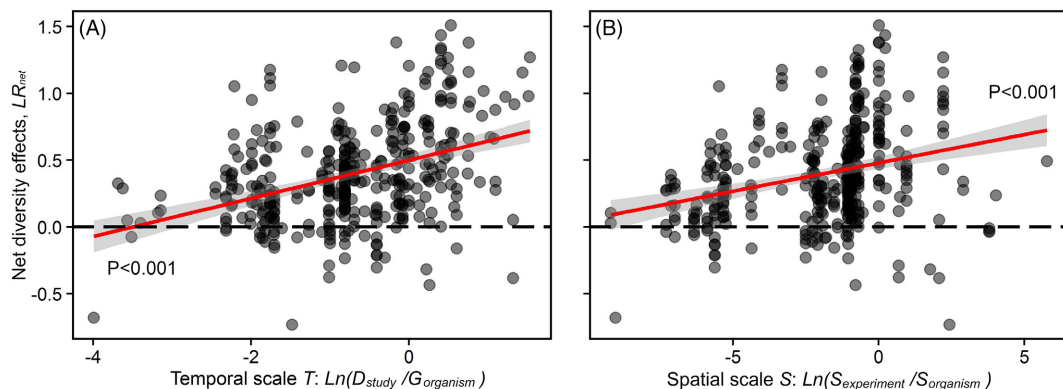 (A)
(B)
Net diversity effects, LRnet
1.5
1.0
0.5
0.0
-0.5
P<0.001
P<0.001
-4
-2
0
-5
0
5
Temporal scale T: Ln(Dstudy /Gorganism )
Spatial scale S: Ln(Sexperiment /Sorganism )